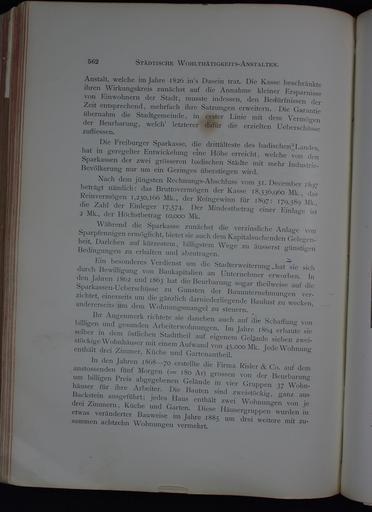 562 STÄDTISCHE WOHLTHÄTIGKEITS-ANSTALTEN.
Anstalt, welche im Jahre 1826 in's Dasein trat. Die Kasse beschränkte
ihren Wirkungskreis zunächst auf die Annahme kleiner Ersparnisse
von Einwohnern der Stadt, musste indessen, den Bedürfnissen der
Zeit entsprechend, mehrfach ihre Satzungen erweitern. Die Garantie
übernahm die Stadtgemeinde, in erster Linie mit dem Vermögen
der Beurbarung, welch' letzterer dafür die erzielten Ueberschüsse
zufliessen.
Die Freiburger Sparkasse, die drittälteste des badischen Landes,
hat in geregelter Entwickelung eine Höhe erreicht, welche von den
Sparkassen der zwei grösseren badischen Städte mit mehr Industrie-
Bevölkerung nur um ein Geringes überstiegen wird.
Nach dem jüngsten Rechnungs-Abschluss vom 31. December 1897
beträgt nämlich: das Bruttovermögen der Kasse 18,536,960 Mk., das
Reinvermögen 1,230,166 Mk., der Reingewinn für 1897: 179,389 Mk.,
die Zahl der Einleger 17,574. Der Mindestbetrag einer Einlage ist
2 Mk., der Höchstbetrag 10,000 Mk.
Während die Sparkasse zunächst die verzinsliche Anlage von
Sparpfennigen ermöglicht, bietet sie auch dem Kapitalsuchenden Gelegen-
heit, Darlehen auf kürzestem, billigstem Wege zu äusserst günstigen
Bedingungen zu erhalten und abzutragen.
Ein besonderes Verdienst um die Stadterweiterung hat sie sich
durch Bewilligung von Baukapitalien an Unternehmer erworben. In
den Jahren 1862 und 1863 hat die Beurbarung sogar theilweise auf die
Sparkassen-Ueberschüsse zu Gunsten der Bauunternehmungen ver-
zichtet, einerseits um die gänzlich darniederliegende Baulust zu wecken,
andererseits um dem Wohnungsmangel zu steuern.
Ihr Augenmerk richtete sie daneben auch auf die Schaffung von
billigen und gesunden Arbeiterwohnungen. Im Jahre 1864 erbaute sie
selber in dem östlichen Stadttheil auf eigenem Gelände sieben zwei-
stöckige Wohnhäuser mit einem Aufwand von 45,000 Mk. Jede Wohnung
enthält drei Zimmer, Küche und Gartenantheil.
In den Jahren 1868—70 erstellte die Firma Risler & Co. auf dem
anstossenden fünf Morgen (= 180 Ar) grossen von der Beurbarung
um billigen Preis abgegebenen Gelände in vier Gruppen 37 Wohn-
häuser für ihre Arbeiter. Die Bauten sind zweistöckig, ganz aus
Backstein ausgeführt; jedes Haus enthält zwei Wohnungen von je
drei Zimmern, Küche und Garten. Diese Häusergruppen wurden in
etwas veränderter Bauweise im Jahre 1885 um drei weitere mit zu-
sammen achtzehn Wohnungen vermehrt.